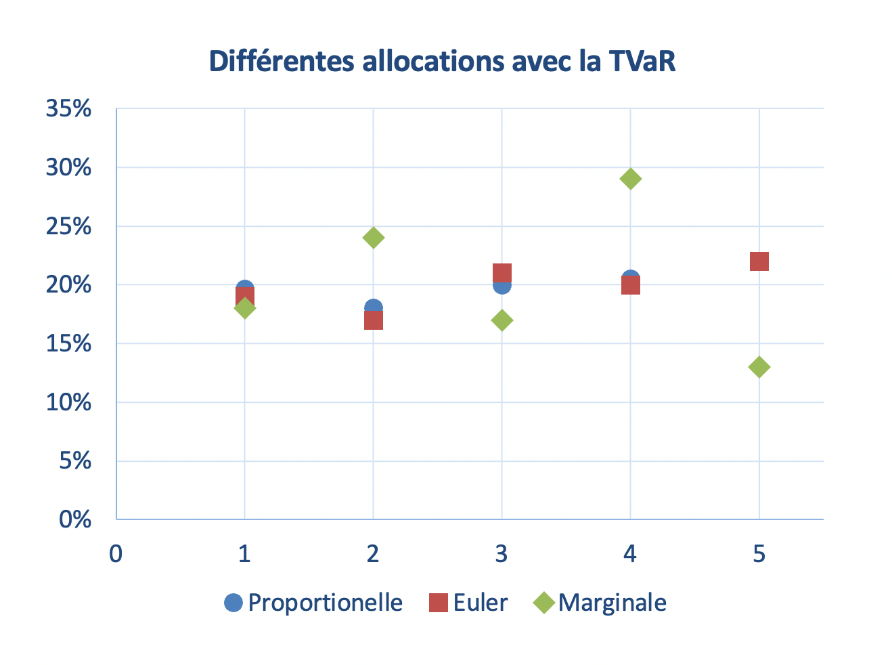 Différentes allocations avec la TVaR
35%
30%
25%
20%
15%
10%
5%
0%
0 1 2 3 4 5
Proportionelle Euler Marginale